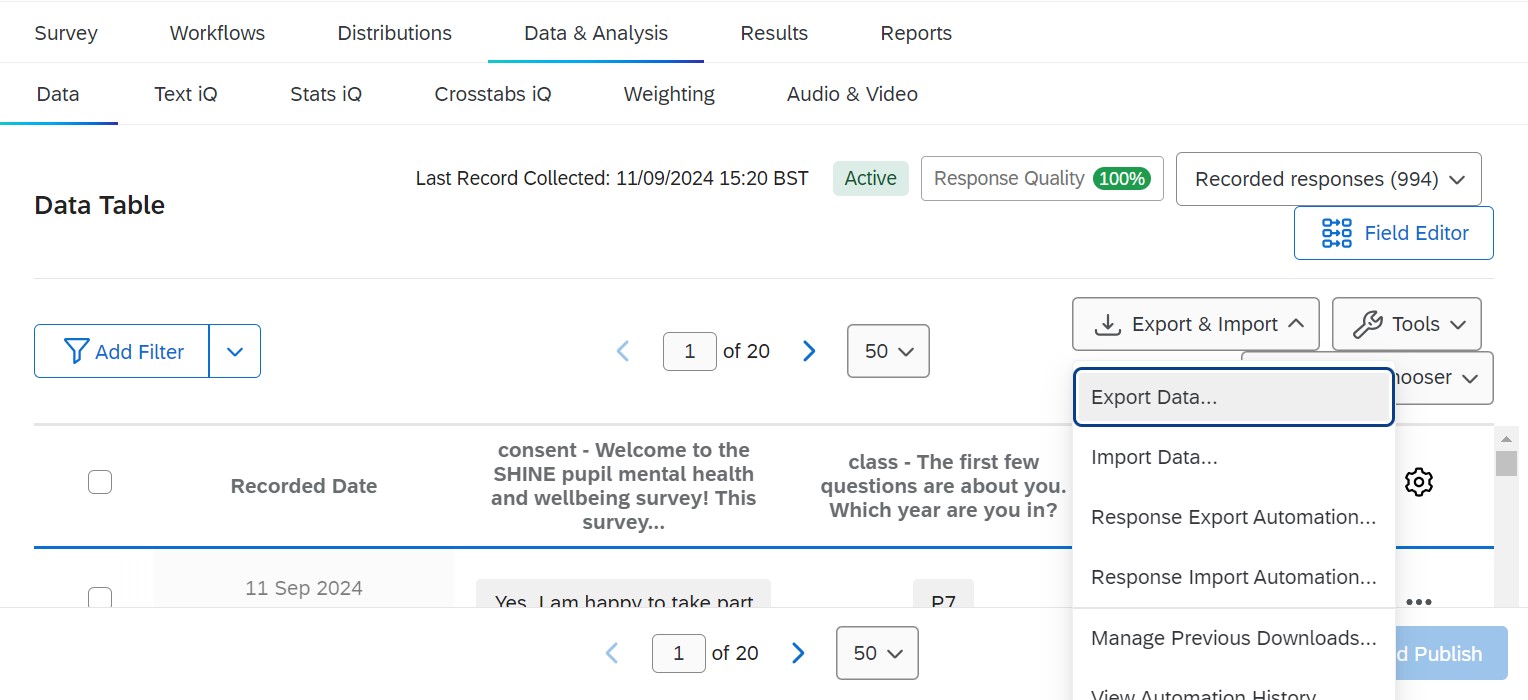 Survey Workflows Distributions Data & Analysis Results Reports
Data Text iQ Stats iQ Crosstabs iQ Weighting Audio & Video
Last Record Collected: 11/09/2024 15:20 BST Active Response Quality 100% Recorded responses (994)
Data Table
Field Editor
Export & Import Tools
Add Filter 1 of 20 50
Export Data...
Import Data...
Response Export Automation...
Response Import Automation...
Manage Previous Downloads...
View Automation History
Recorded Date
consent - Welcome to the
SHINE pupil mental health
and wellbeing survey! This
survey...
class - The first few
questions are about you.
Which year are you in?
11 Sep 2024
Yes, I am happy to take part
P7
1 of 20 50
Publish